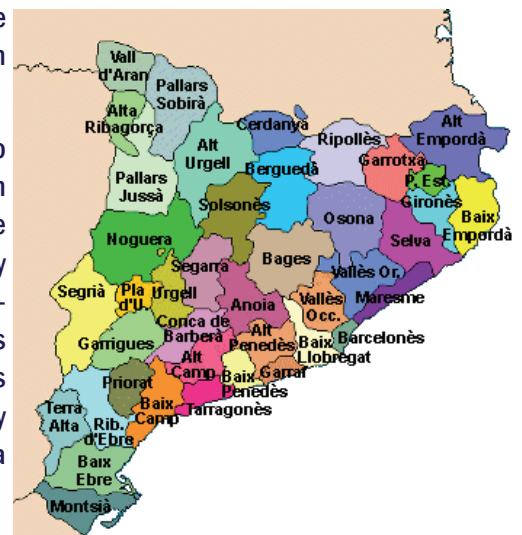 Vall
d'Aran
Pallars
Sobirà
Alta
Ribagorça
Pallars
Jussà
Alt
Urgell
Cerdanya
Berguedà
Ripollès
Garrotxa
Alt
Empordà
P. Est.
Gironès
Baix
Empordà
Solsonès
Osona
Selva
Noguera
Segarra
Bages
Vallès Or.
Maresme
Segrià
Pla
d'U.
Urgell
Anoia
Vallès
Occ.
Barcelonès
Conca de
Barberà
Alt
Penedès
Baix
Llobregat
Garrigues
Alt
Camp
Baix
Penedès
Garraf
Priorat
Baix
Camp
Tarragonès
Terra
Alta
Rib.
d'Ebre
Baix
Ebre
Montsià